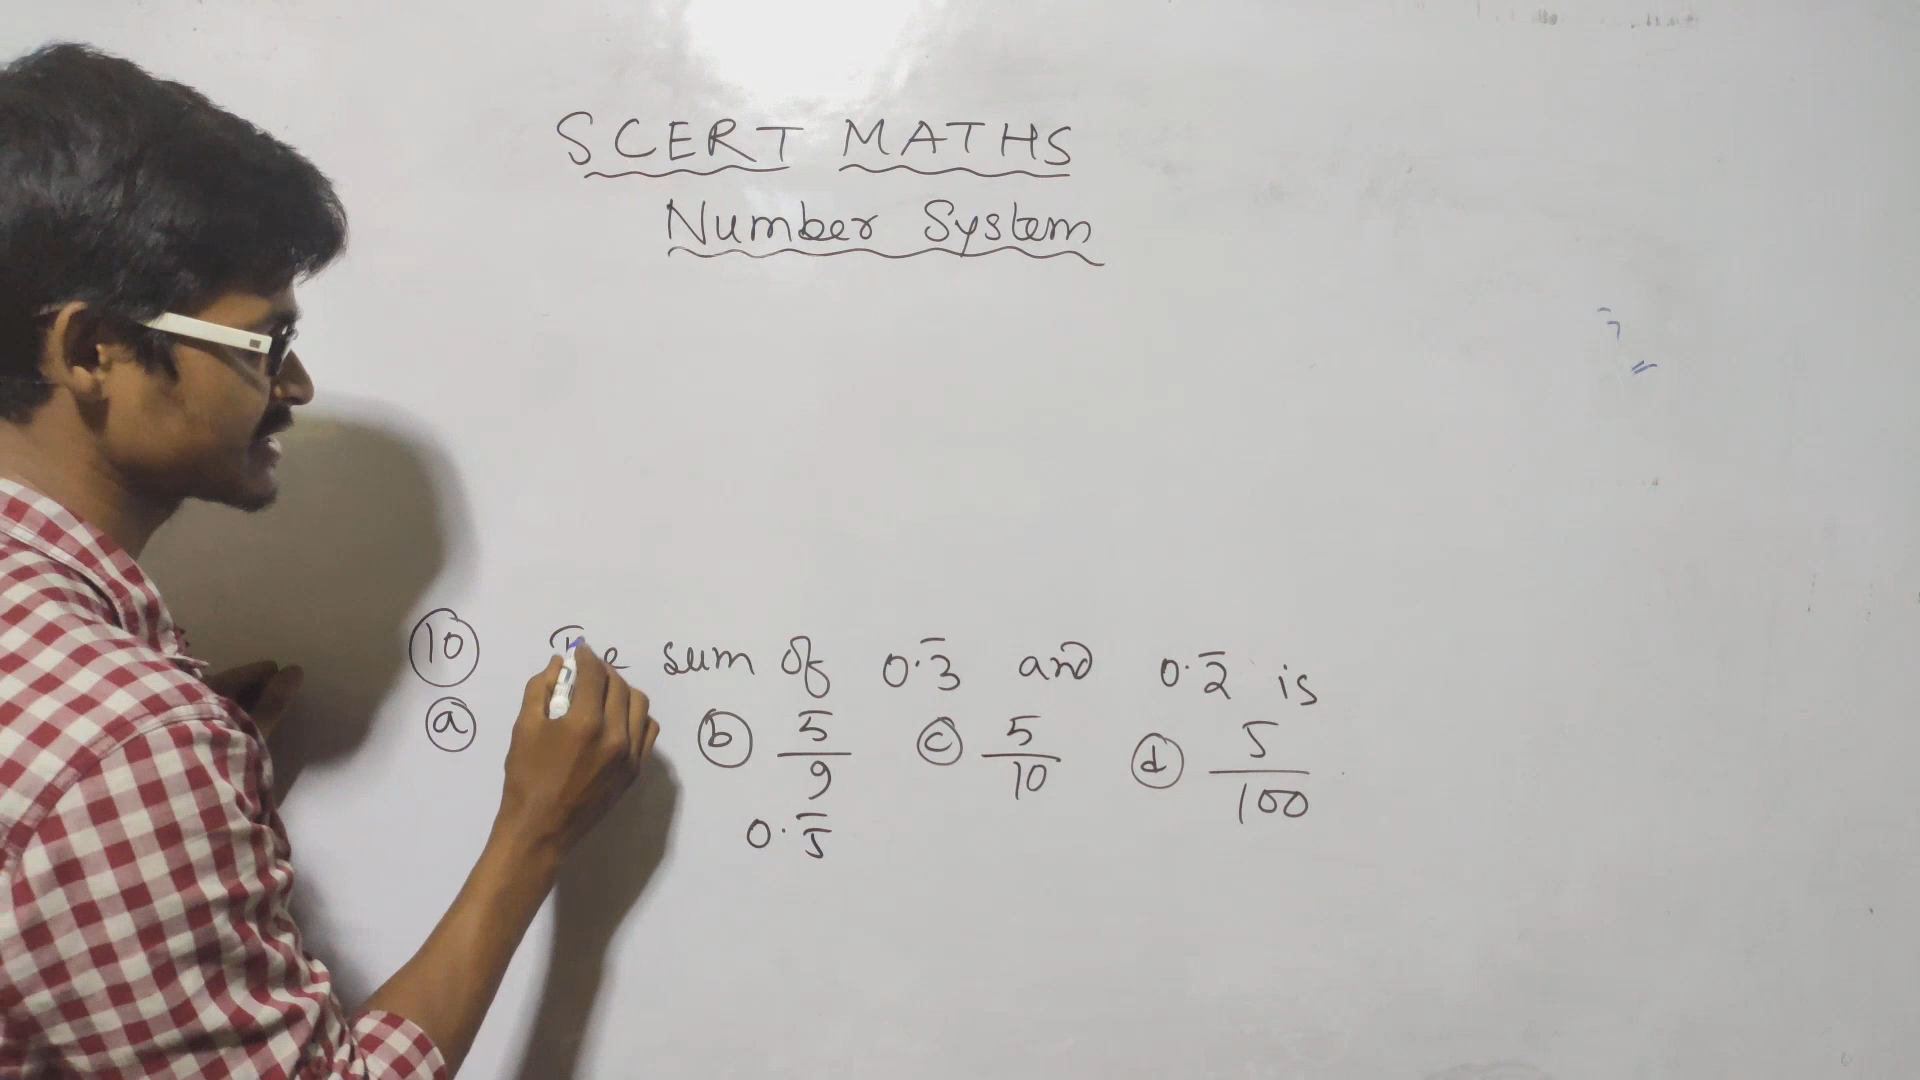 SCERT MATHS
Number System
10 sum of 0.3̅ and 0.2̅ is
a b 5/9 c 5/10 d 5/100
0.5̅